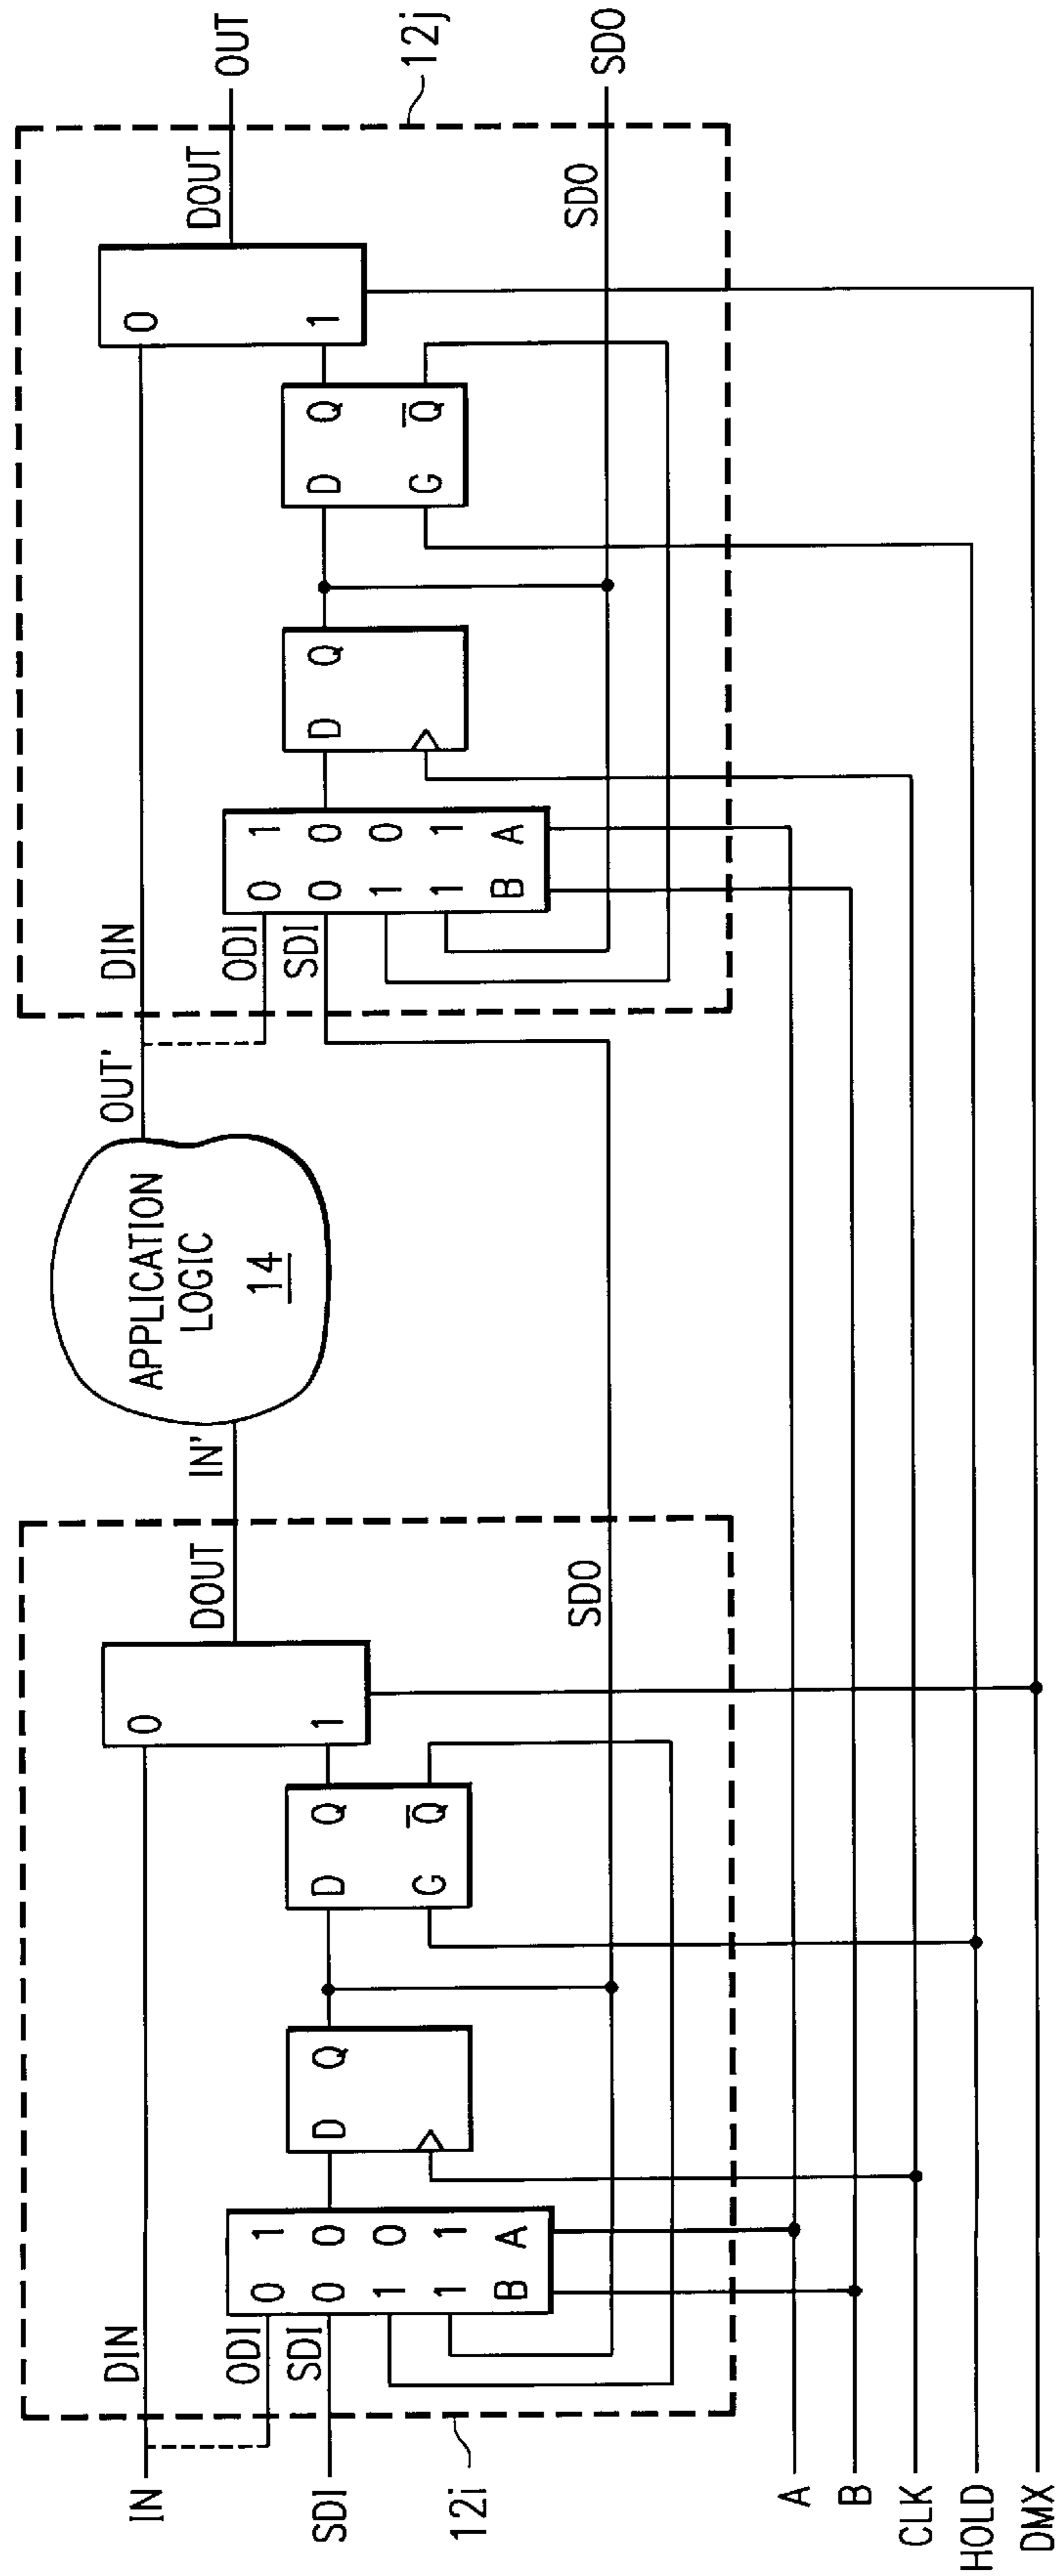 IN
DIN
ODI
SDI
SDI
0 1
0 0
1 0
1 1
B A
D Q
D Q
G Q̅
0
1
DOUT
SDO
12i
IN'
APPLICATION
LOGIC
14
OUT'
DIN
ODI
SDI
0 1
0 0
1 0
1 1
B A
D Q
D Q
G Q̅
0
1
DOUT
OUT
SDO
SDO
12j
A
B
CLK
HOLD
DMX